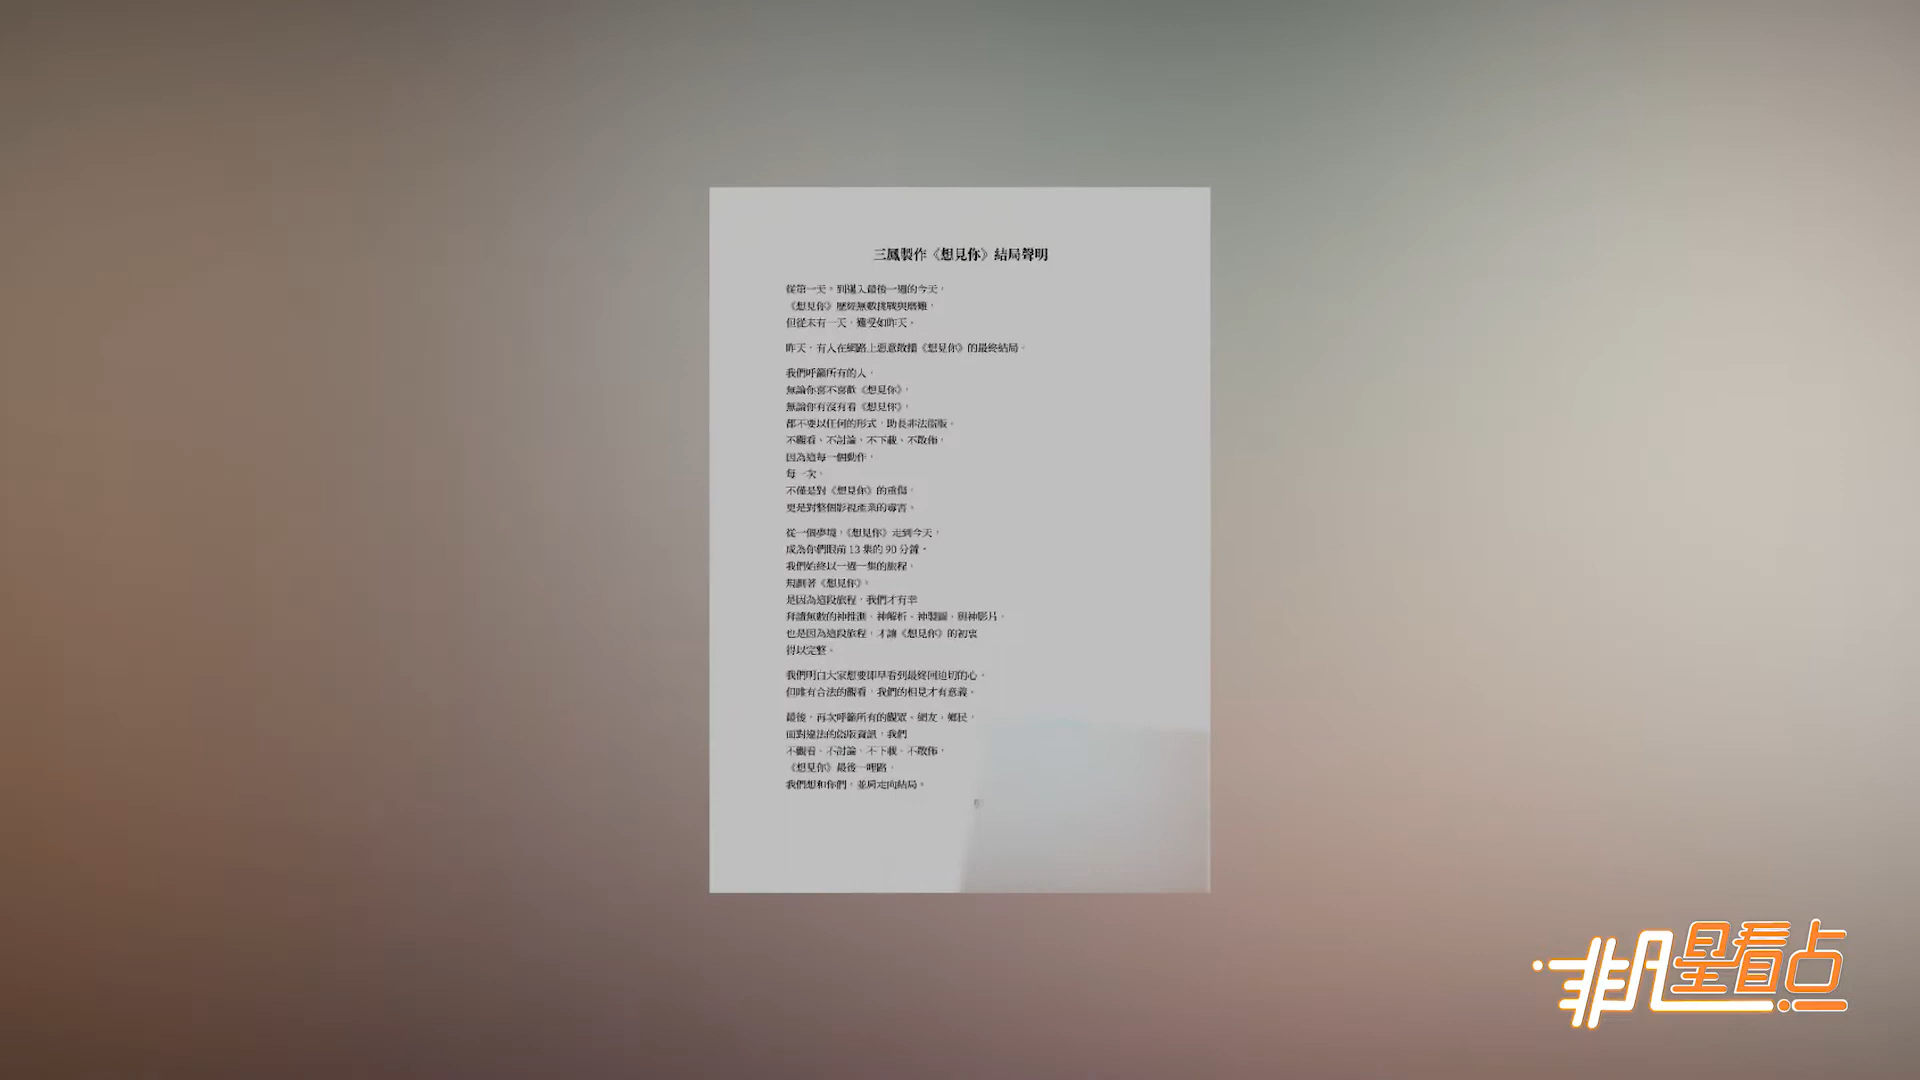 三鳳製作《想見你》結局聲明
從第一天，到邁入最後一週的今天，
《想見你》歷經無數挑戰與磨難，
但從未有一天，難受如昨天。
昨天，有人在網路上惡意散播《想見你》的最終結局。
我們呼籲所有的人，
無論你喜不喜歡《想見你》，
無論你有沒有看《想見你》，
都不要以任何的形式，助長非法盜版。
不觀看、不討論、不下載、不散佈，
因為這每一個動作，
每一次，
不僅是對《想見你》的重傷，
更是對整個影視產業的毒害。
從一個夢境，《想見你》走到今天，
成為你們眼前 13 集的 90 分鐘。
我們始終以一週一集的旅程，
規劃著《想見你》。
是因為這段旅程，我們才有幸
拜讀無數的神推測、神解析、神製圖、與神影片，
也是因為這段旅程，才讓《想見你》的初衷
得以完整。
我們明白大家想要即早看到最終回迫切的心，
但唯有合法的觀看，我們的相見才有意義。
最後，再次呼籲所有的觀眾、網友、鄉民，
面對違法的盜版資訊，我們
不觀看、不討論、不下載、不散佈，
《想見你》最後一哩路，
我們想和你們，並肩走向結局。
非凡星看点